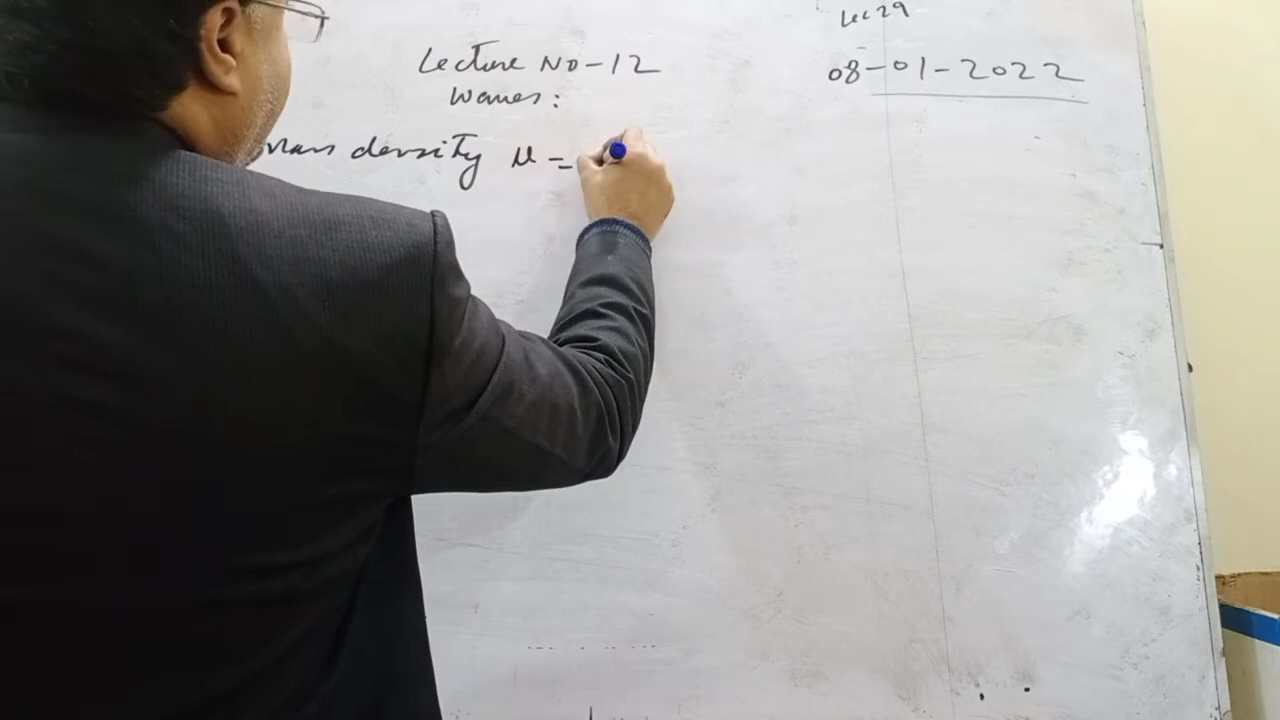 Lec 29
Lecture No-12
08-01-2022
Waves:
mass density μ =